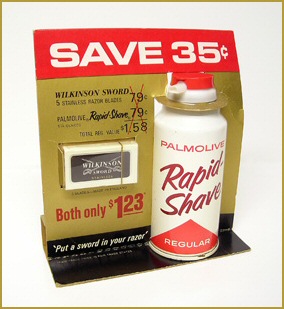 SAVE 35¢
WILKINSON SWORD
5 STAINLESS RAZOR BLADES 79¢
PALMOLIVE Rapid-Shave 79¢
TOTAL REG. VALUE $1.58
WILKINSON
SWORD
Both only $1.23
'Put a sword in your razor'
PALMOLIVE
Rapid-
Shave
REGULAR